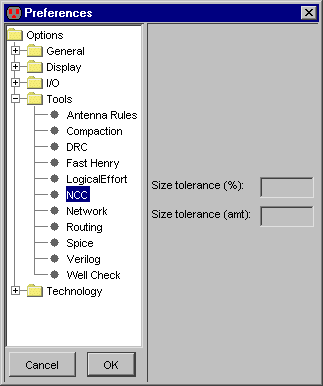 Preferences
Options
General
Display
I/O
Tools
Antenna Rules
Compaction
DRC
Fast Henry
LogicalEffort
NCC
Network
Routing
Spice
Verilog
Well Check
Technology
Size tolerance (%):
Size tolerance (amt):
Cancel
OK